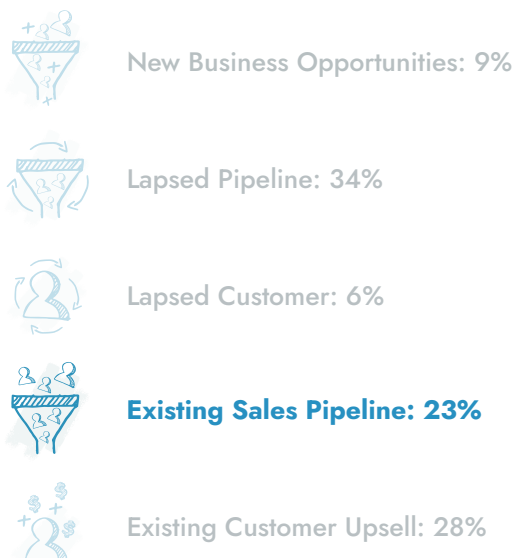 New Business Opportunities: 9%
Lapsed Pipeline: 34%
Lapsed Customer: 6%
Existing Sales Pipeline: 23%
Existing Customer Upsell: 28%